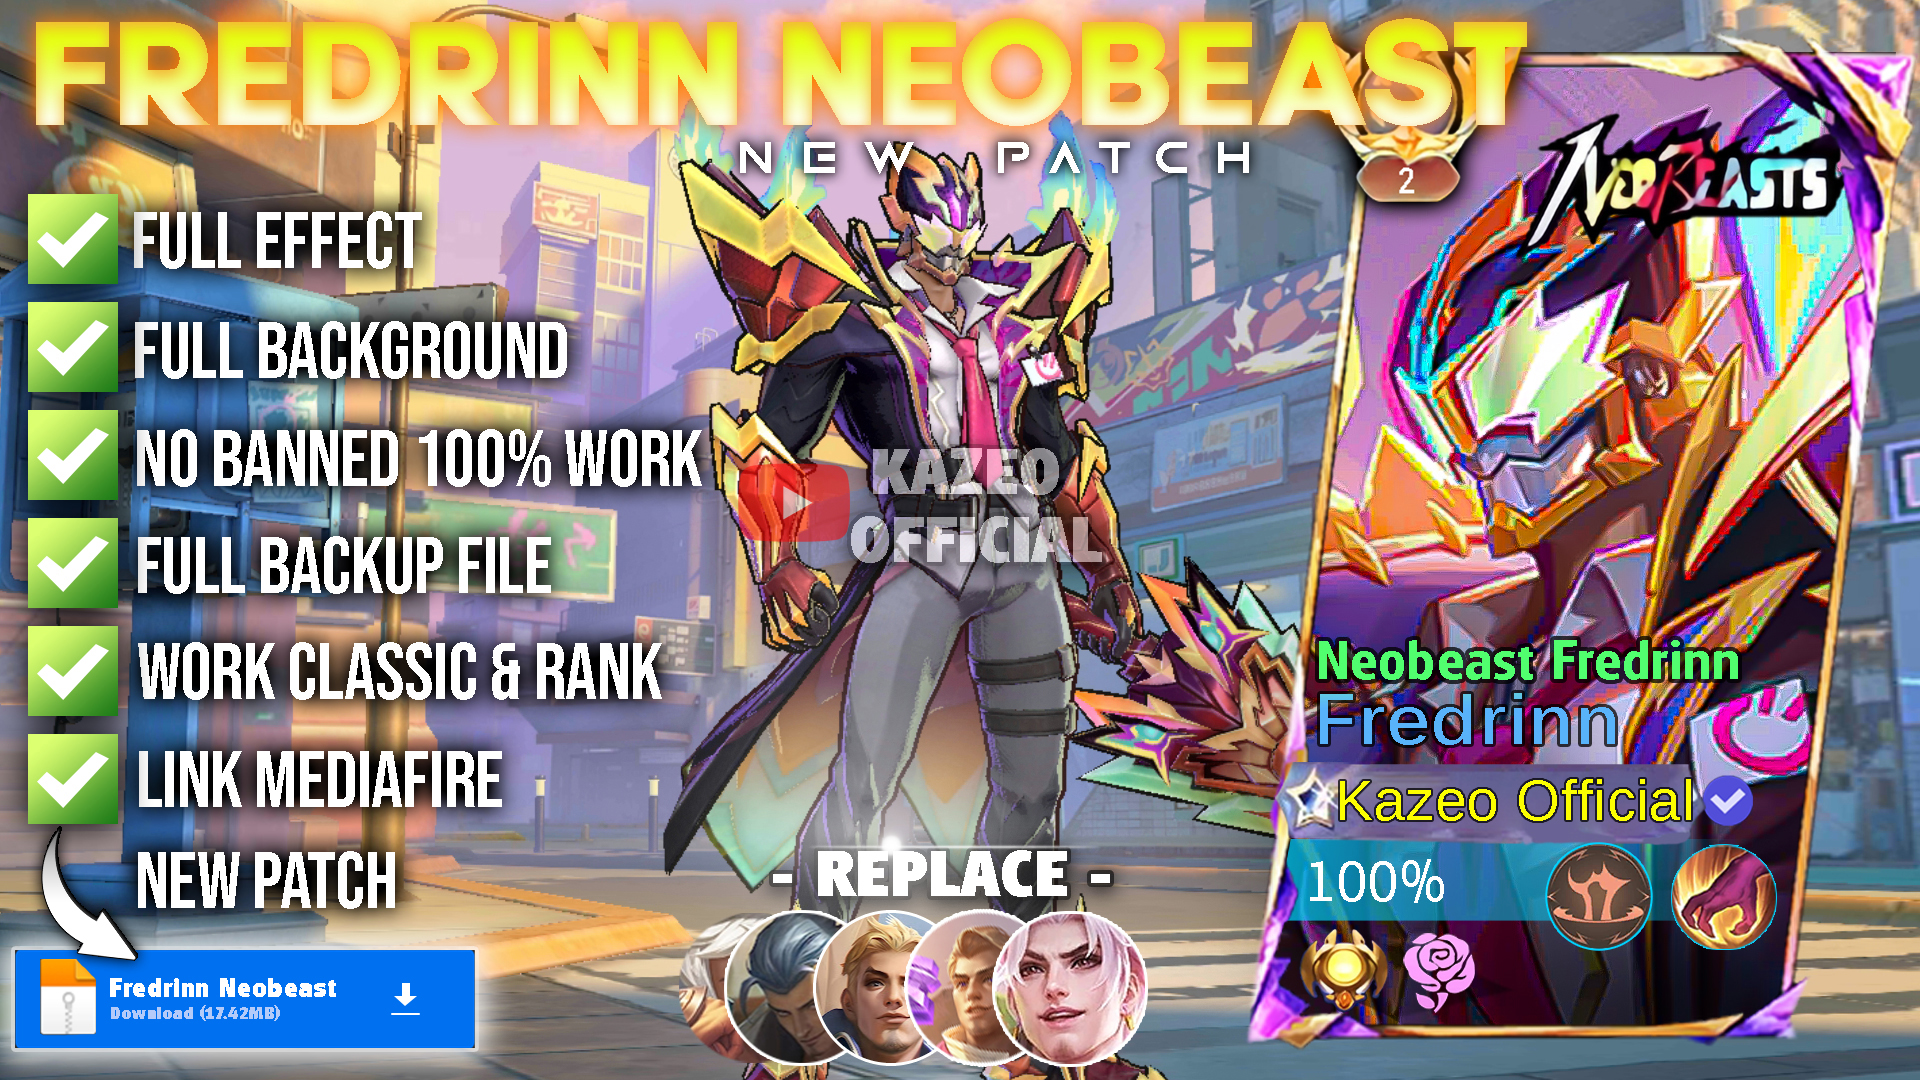 FREDRINN NEOBEAST
NEW PATCH
FULL EFFECT
FULL BACKGROUND
NO BANNED 100% WORK
FULL BACKUP FILE
WORK CLASSIC & RANK
LINK MEDIAFIRE
NEW PATCH
Fredrinn Neobeast
Download (17.42MB)
KAZEO
OFFiCiAL
- REPLACE -
2
NEOBEASTS
Neobeast Fredrinn
Fredrinn
Kazeo Official
100%